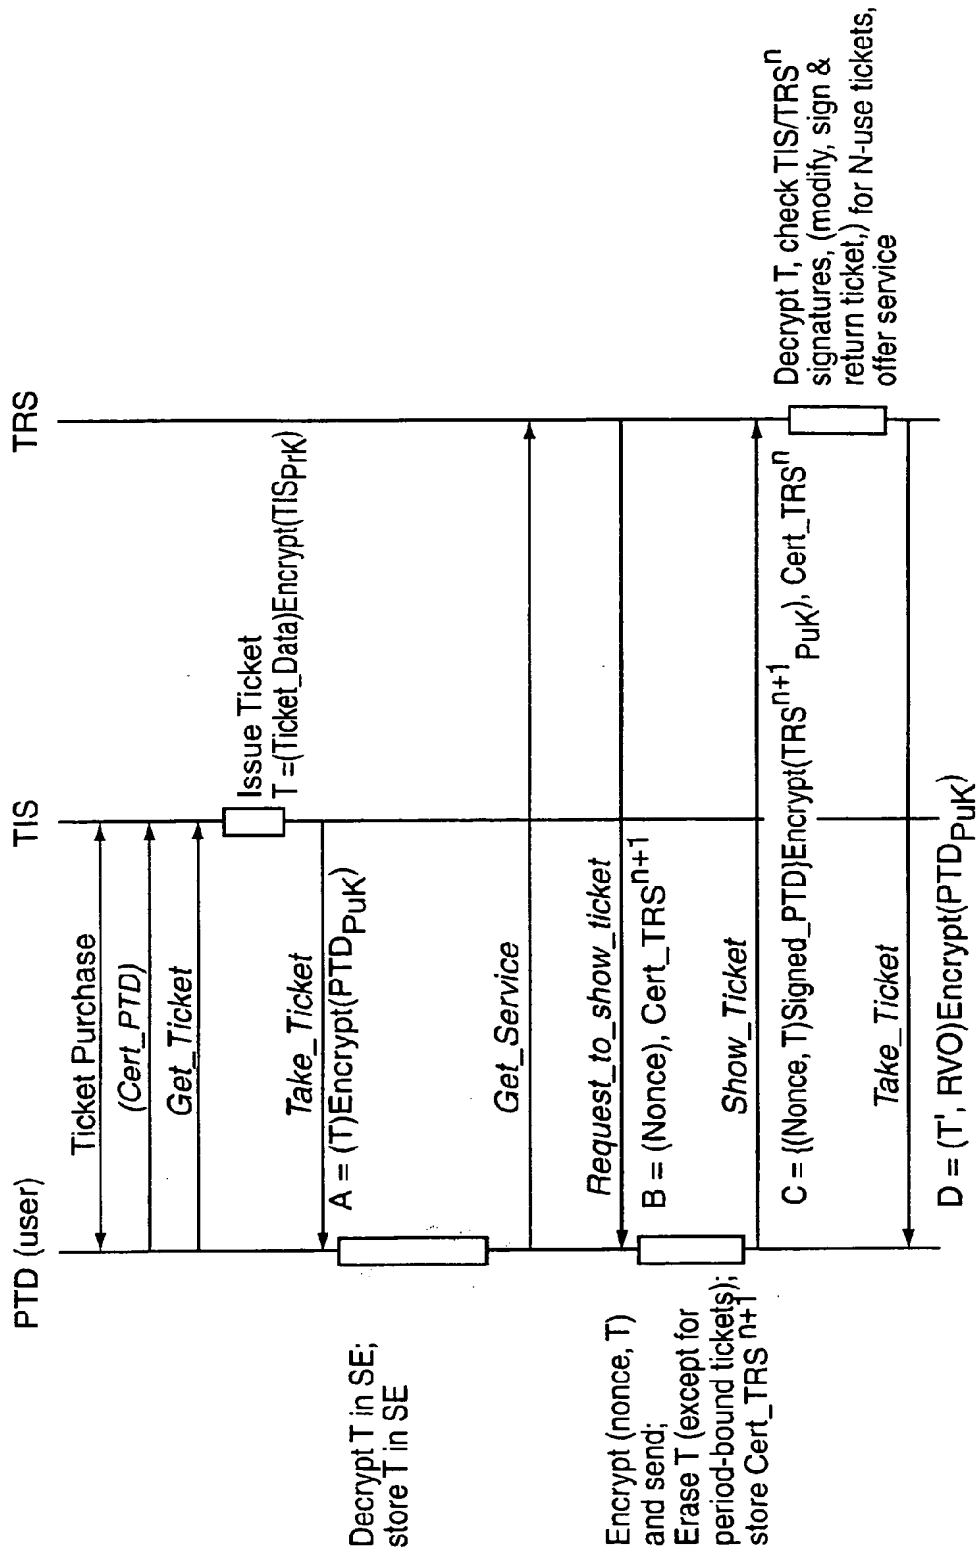 PTD (user)
TIS
TRS
Ticket Purchase
(Cert_PTD)
Get_Ticket
Issue Ticket
T =(Ticket_Data)Encrypt(TISPrK)
Take_Ticket
A = (T)Encrypt(PTDPuK)
Decrypt T in SE;
store T in SE
Get_Service
Request_to_show_ticket
B = (Nonce), Cert_TRSn+1
Encrypt (nonce, T)
and send;
Erase T (except for
period-bound tickets);
store Cert_TRS n+1
Show_Ticket
C = {(Nonce, T)Signed_PTD}Encrypt(TRSn+1PuK), Cert_TRSn
Decrypt T, check TIS/TRSn
signatures, (modify, sign &
return ticket,) for N-use tickets,
offer service
Take_Ticket
D = (T', RVO)Encrypt(PTDPuK)